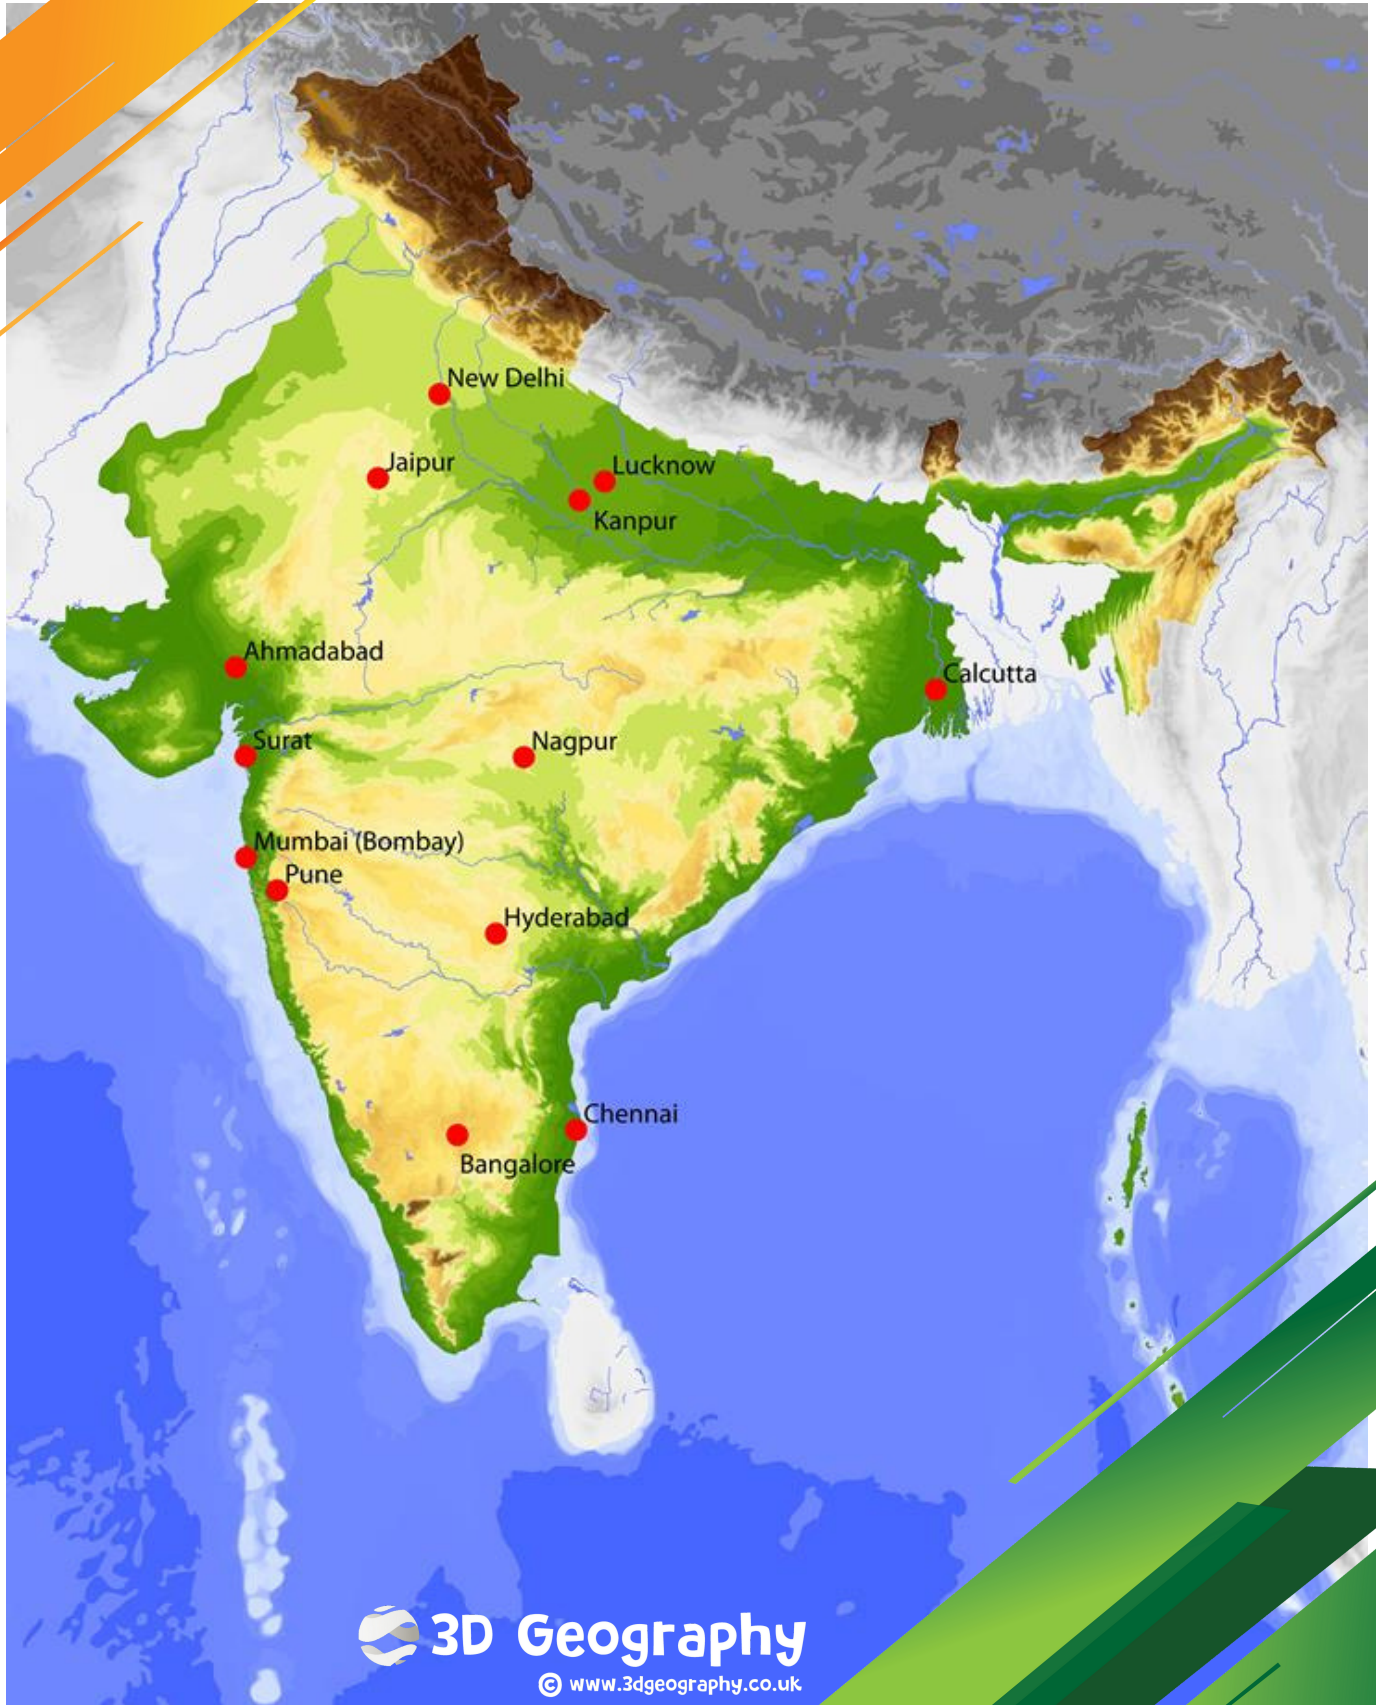 New Delhi
Jaipur
Lucknow
Kanpur
Ahmadabad
Calcutta
Surat
Nagpur
Mumbai (Bombay)
Pune
Hyderabad
Chennai
Bangalore
3D Geography
© www.3dgeography.co.uk